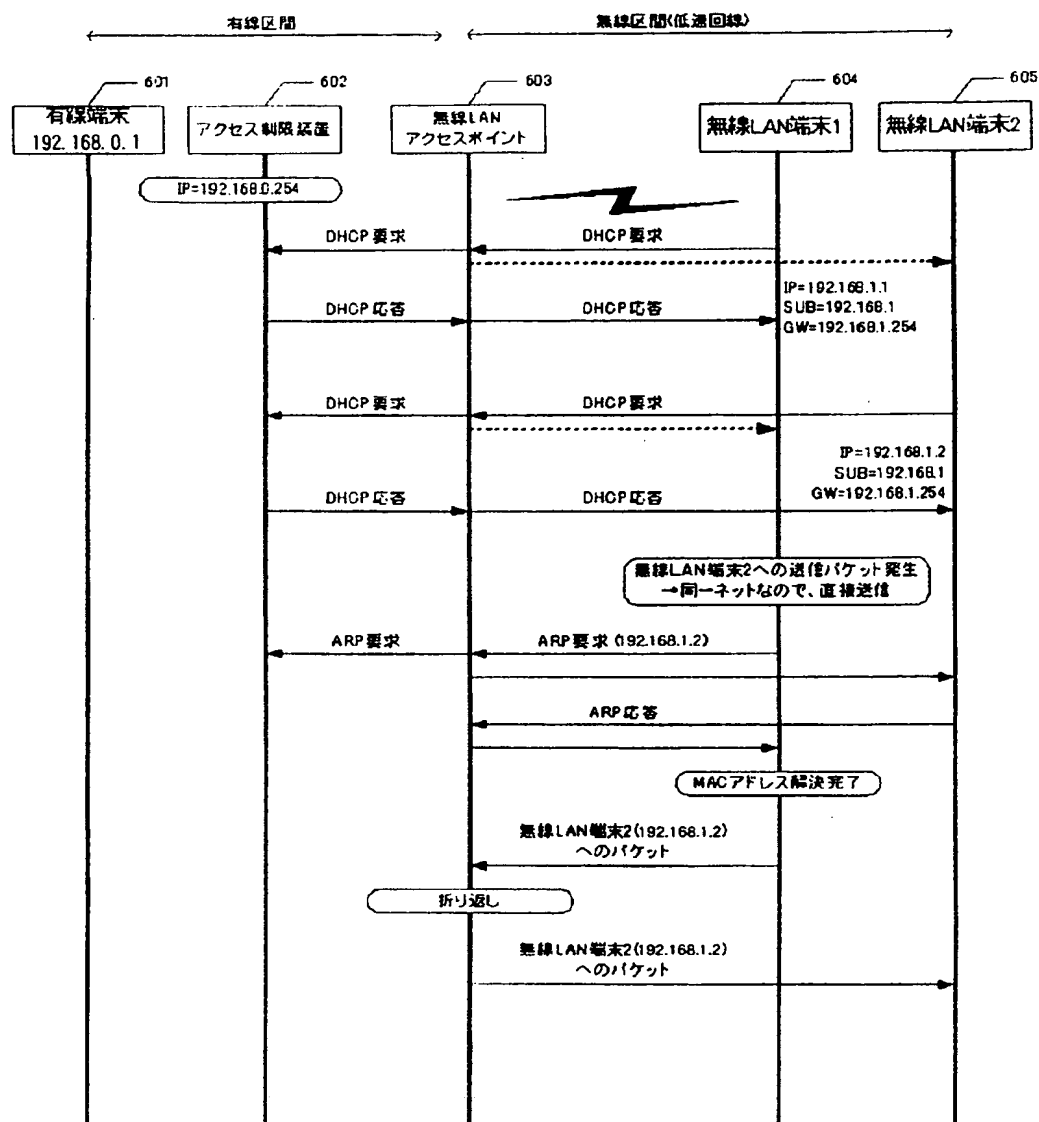 有線区間
無線区間(低速回線)
601
602
603
604
605
有線端末
192.168.0.1
アクセス制限装置
無線LAN
アクセスポイント
無線LAN端末1
無線LAN端末2
IP=192.168.0.254
DHCP要求
DHCP要求
IP=192.168.1.1
SUB=192.168.1
GW=192.168.1.254
DHCP応答
DHCP応答
DHCP要求
DHCP要求
IP=192.168.1.2
SUB=192.168.1
GW=192.168.1.254
DHCP応答
DHCP応答
無線LAN端末2への送信パケット発生
→同一ネットなので、直接送信
ARP要求
ARP要求(192.168.1.2)
ARP応答
MACアドレス解決完了
無線LAN端末2(192.168.1.2)
へのパケット
折り返し
無線LAN端末2(192.168.1.2)
へのパケット